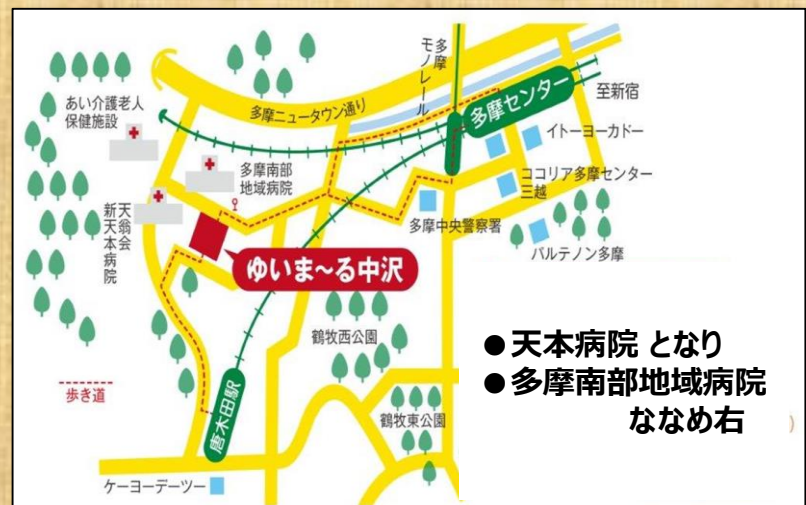 あい介護老人
保健施設
多摩ニュータウン通り
多摩
モノレール
多摩センター
至新宿
イトーヨーカドー
多摩南部
地域病院
ココリア多摩センター
三越
天翁会
新天本病院
多摩中央警察署
パルテノン多摩
ゆいま～る中沢
鶴牧西公園
●天本病院 となり
●多摩南部地域病院
ななめ右
歩き道
唐木田駅
鶴牧東公園
ケーヨーデーツー
）